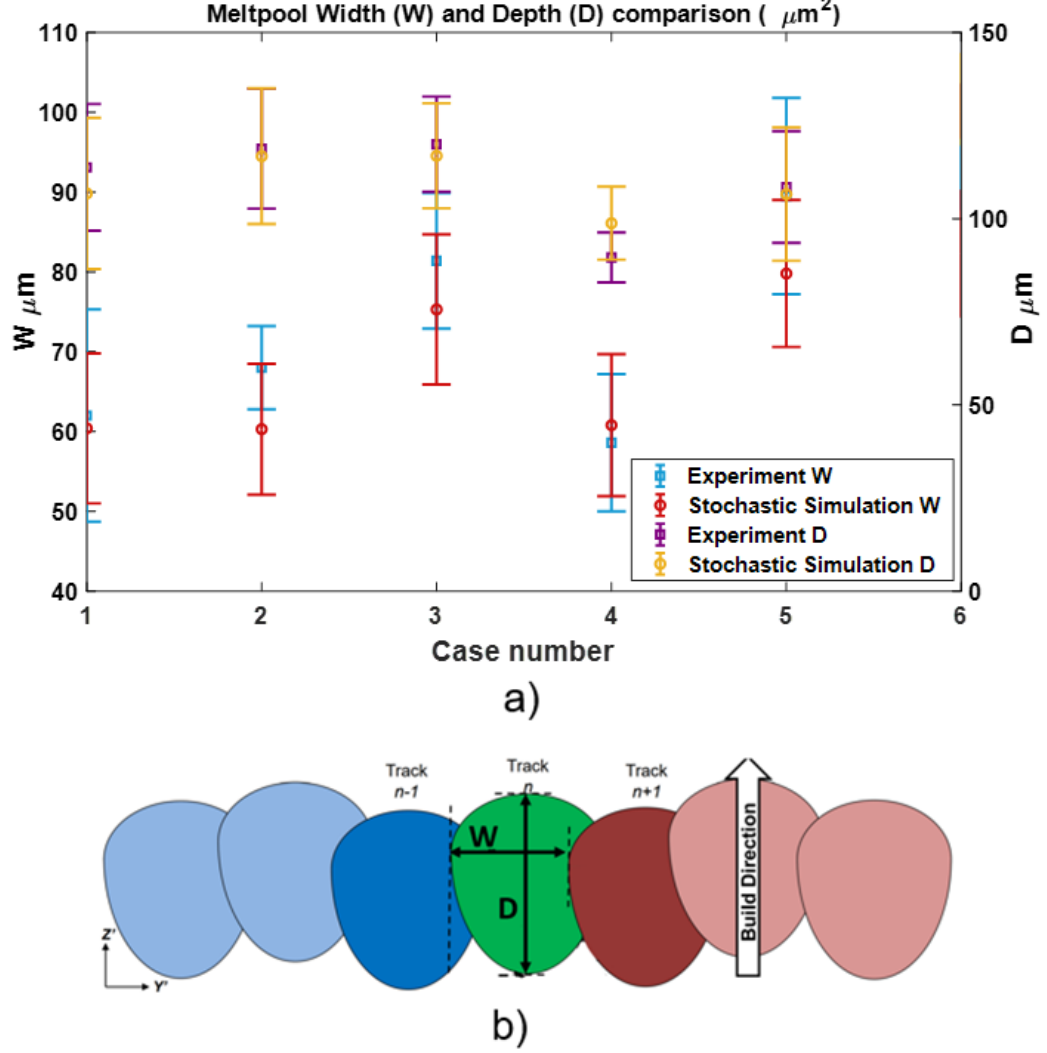 Meltpool Width (W) and Depth (D) comparison ( μm²)
110
100
90
80
70
60
50
40
W μm
150
100
50
0
D μm
Experiment W
Stochastic Simulation W
Experiment D
Stochastic Simulation D
1 2 3 4 5 6
Case number
a)
Track
n-1
Track
n
Track
n+1
W
D
Build Direction
Z'
Y'
b)